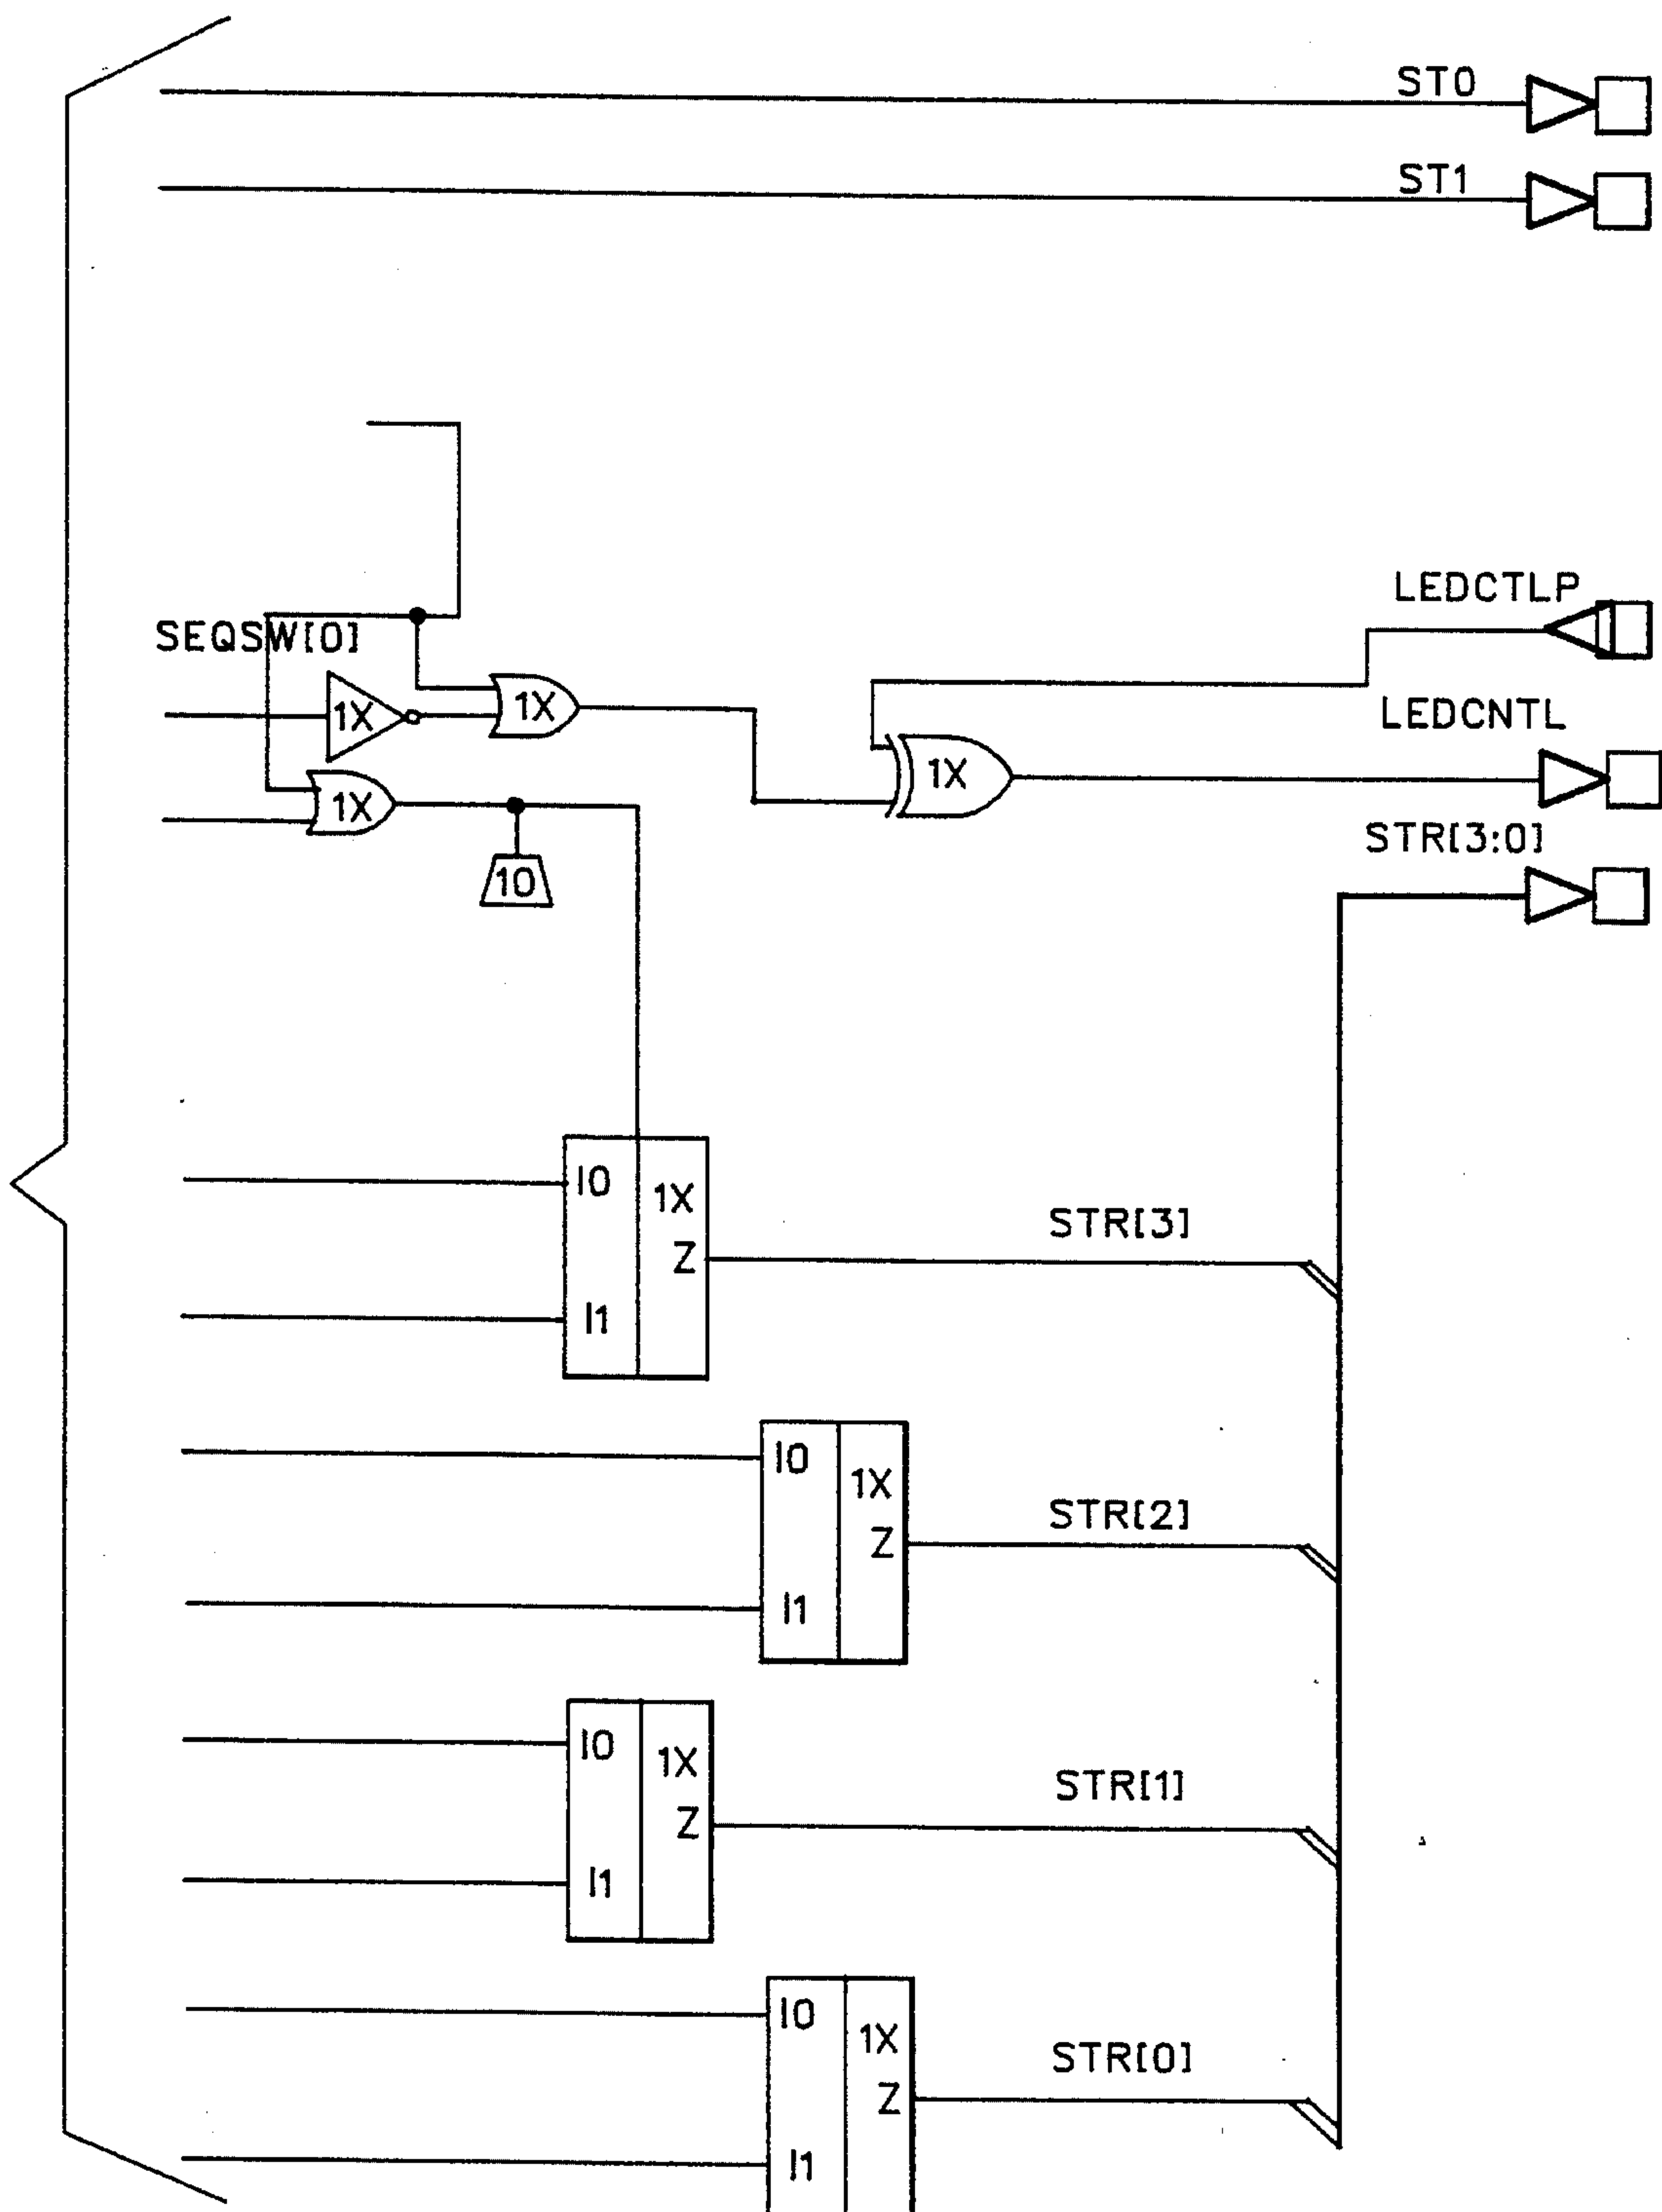 ST0
ST1
LEDCTLP
SEQSW[0]
1X
1X
LEDCNTL
1X
1X
STR[3:0]
10
I0
1X
STR[3]
Z
I1
I0
1X
STR[2]
Z
I1
I0
1X
STR[1]
Z
I1
I0
1X
STR[0]
Z
I1